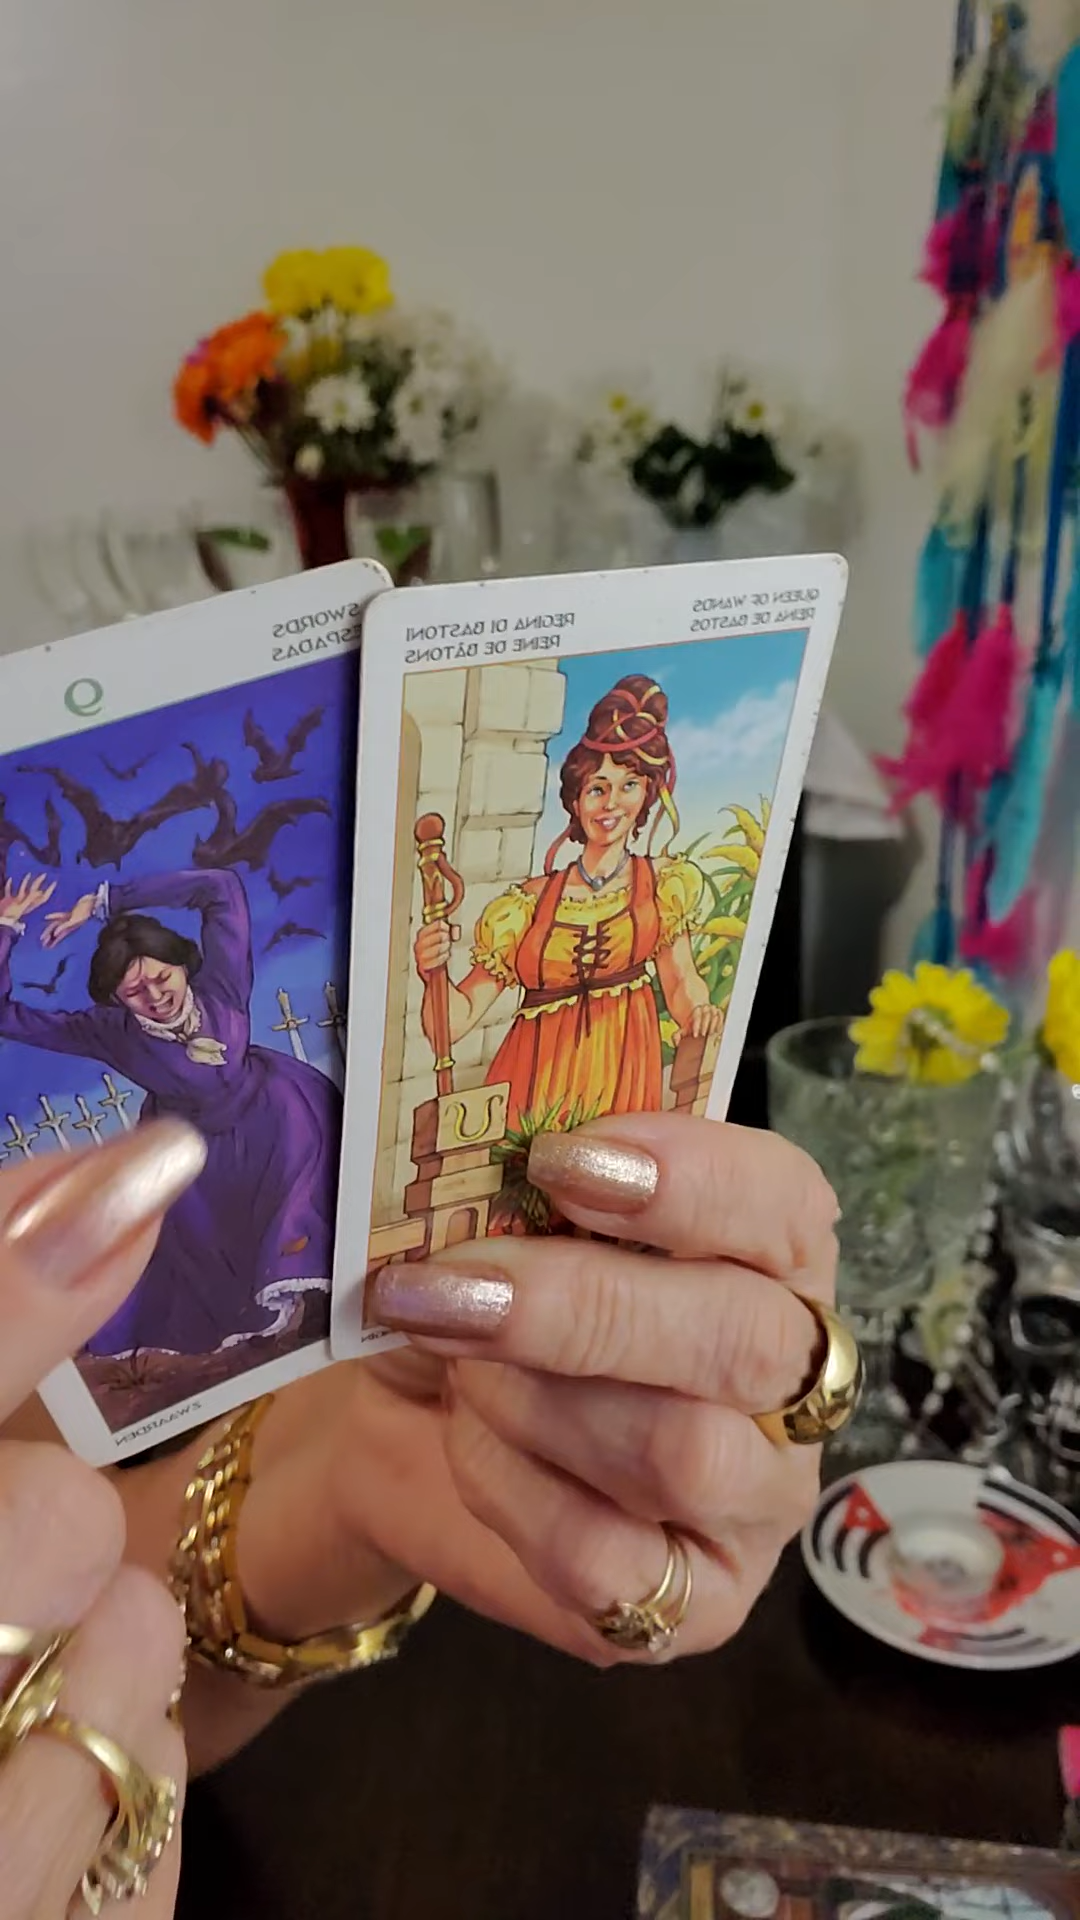 SWORDS
ESPADAS
9
ZWAARDEN
QUEEN OF WANDS
REINA DE BASTOS
REGINA DI BASTONI
REINE DE BÂTONS